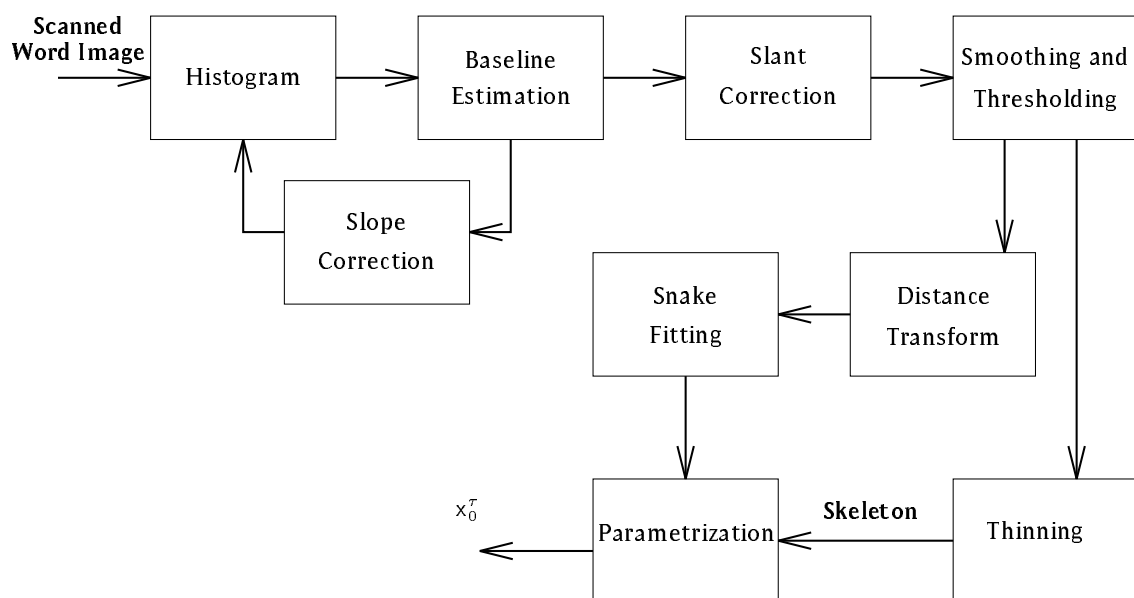 Scanned
Word Image
Histogram
Baseline
Estimation
Slant
Correction
Smoothing and
Thresholding
Slope
Correction
Snake
Fitting
Distance
Transform
x₀^τ
Parametrization
Skeleton
Thinning